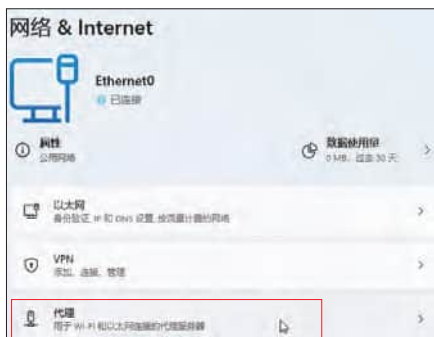 网络 & Internet
Ethernet0
已连接
属性
公用网络
数据使用量
0 MB，过去 30 天
以太网
身份验证、IP 和 DNS 设置、按流量计费的网络
VPN
添加、连接、管理
代理
用于 Wi-Fi 和以太网连接的代理服务器